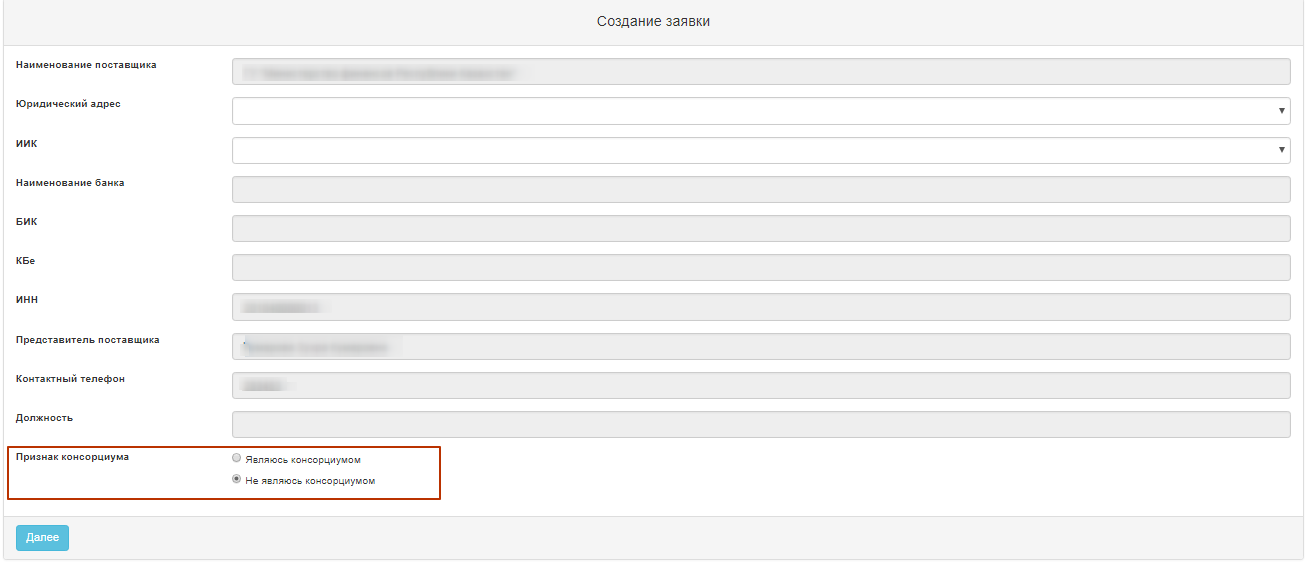 Создание заявки
Наименование поставщика
Юридический адрес
ИИК
Наименование банка
БИК
КБе
ИНН
Представитель поставщика
Контактный телефон
Должность
Признак консорциума
Являюсь консорциумом
Не являюсь консорциумом
Далее